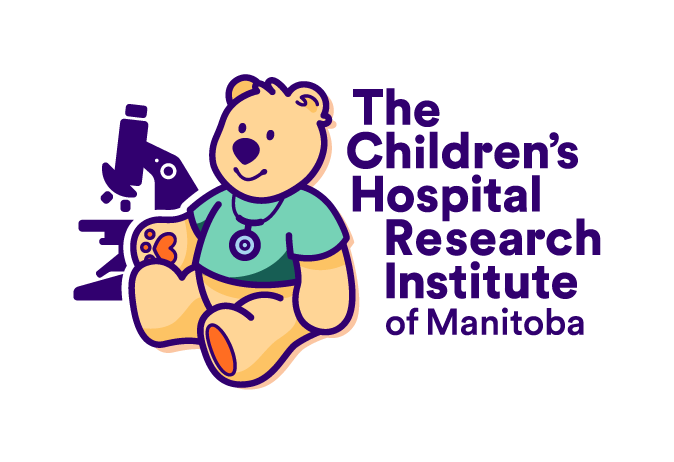 The
Children’s
Hospital
Research
Institute
of Manitoba